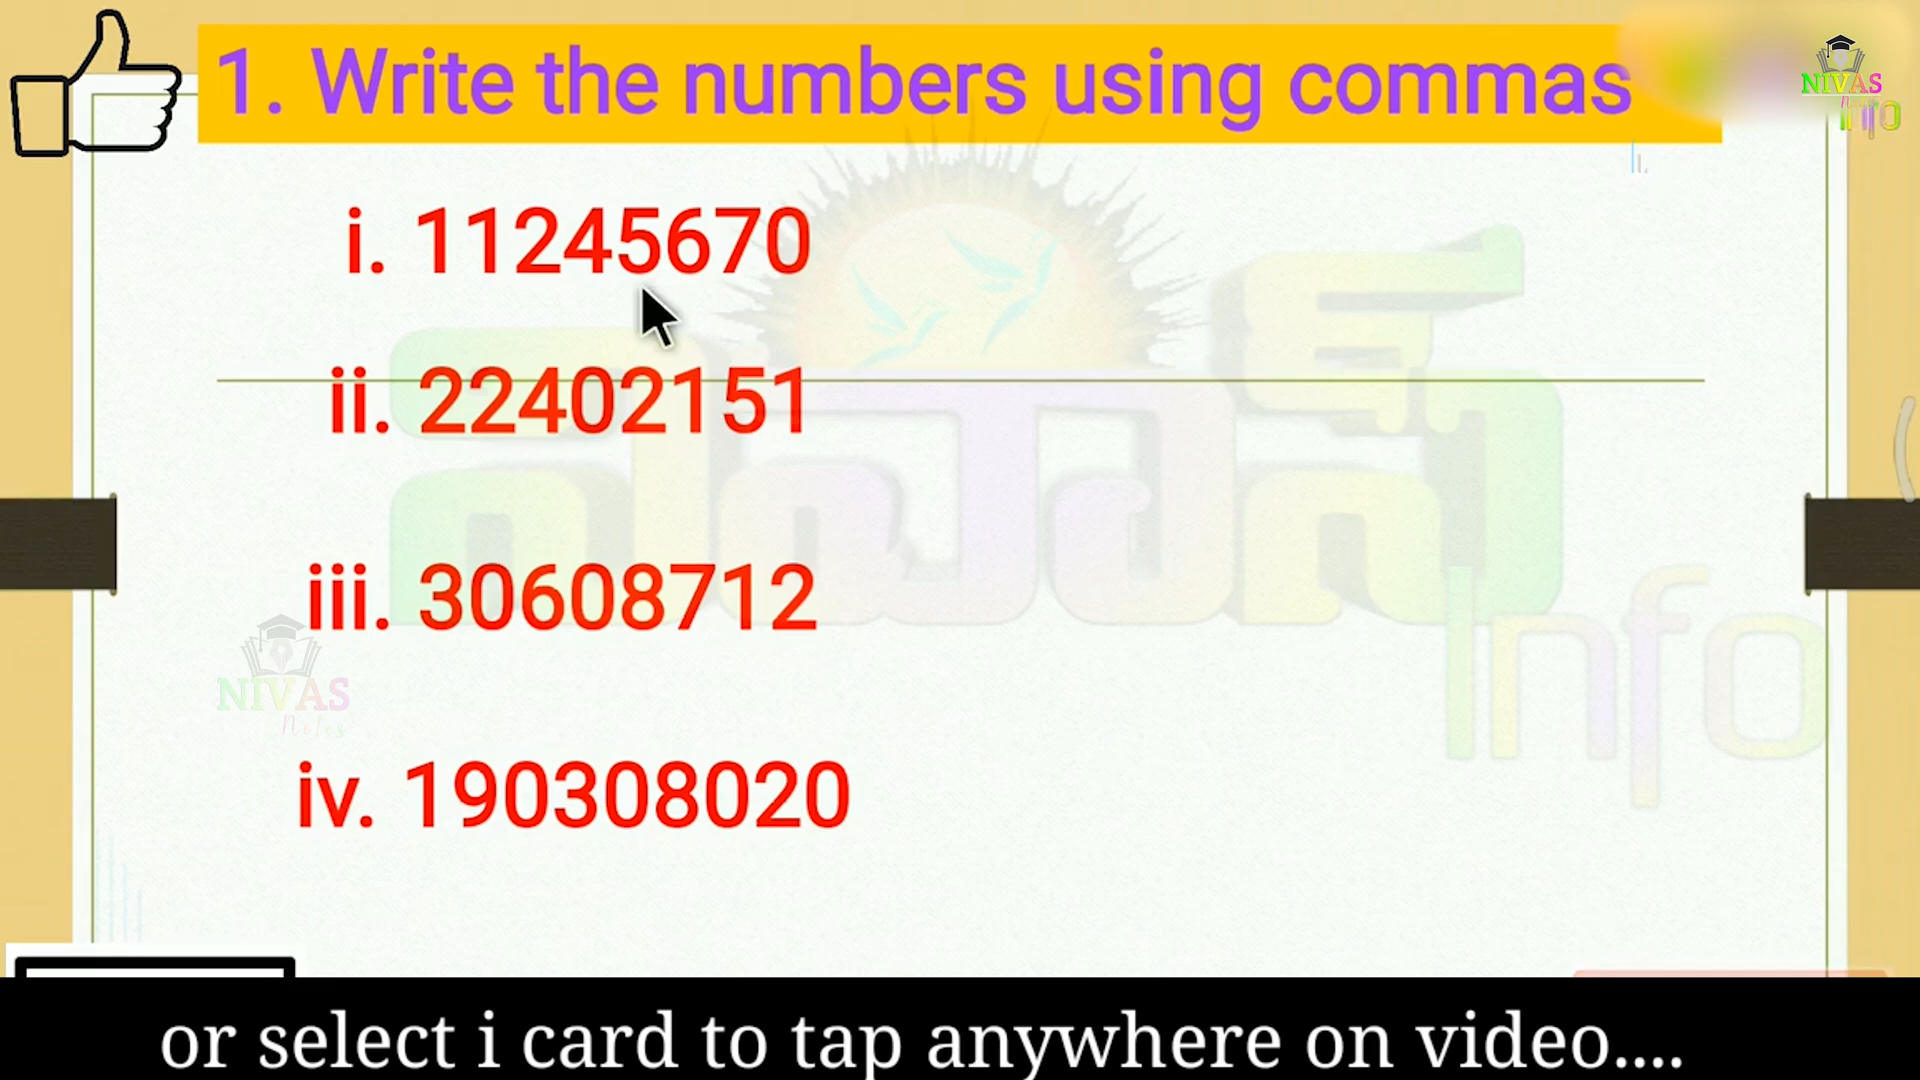 1. Write the numbers using commas
NIVAS
Info
i. 11245670
ii. 22402151
iii. 30608712
Info
NIVAS
Notes
iv. 190308020
or select i card to tap anywhere on video....